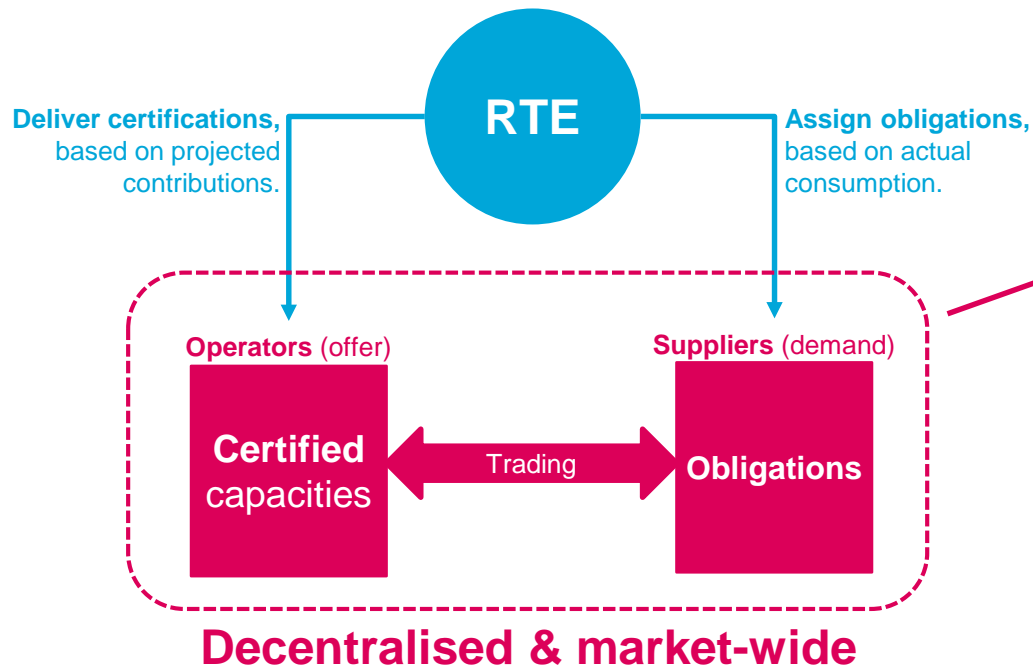 RTE
Deliver certifications,
based on projected
contributions.
Assign obligations,
based on actual
consumption.
Operators (offer)
Suppliers (demand)
Certified
capacities
Trading
Obligations
Decentralised & market-wide